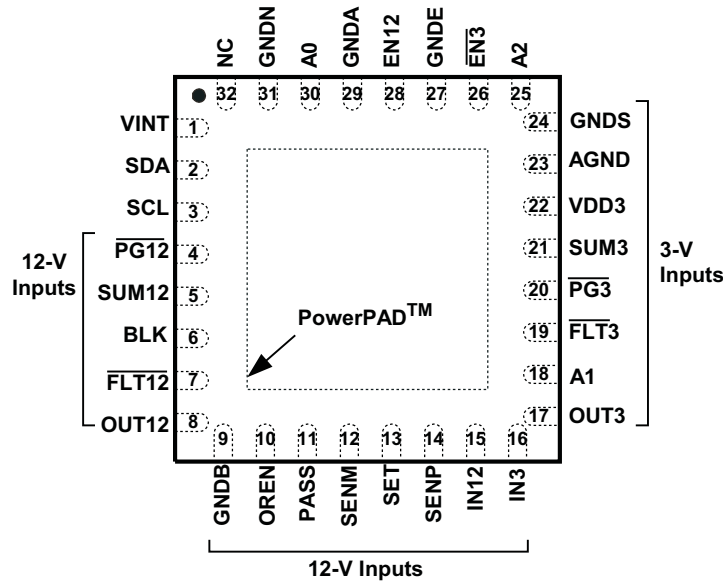 NC
GNDN
A0
GNDA
EN12
GNDE
EN3
A2
32
31
30
29
28
27
26
25
VINT 1
SDA 2
SCL 3
PG12 4
SUM12 5
BLK 6
FLT12 7
OUT12 8
12-V
Inputs
PowerPAD™
24 GNDS
23 AGND
22 VDD3
21 SUM3
20 PG3
19 FLT3
18 A1
17 OUT3
3-V
Inputs
9
10
11
12
13
14
15
16
GNDB
OREN
PASS
SENM
SET
SENP
IN12
IN3
12-V Inputs